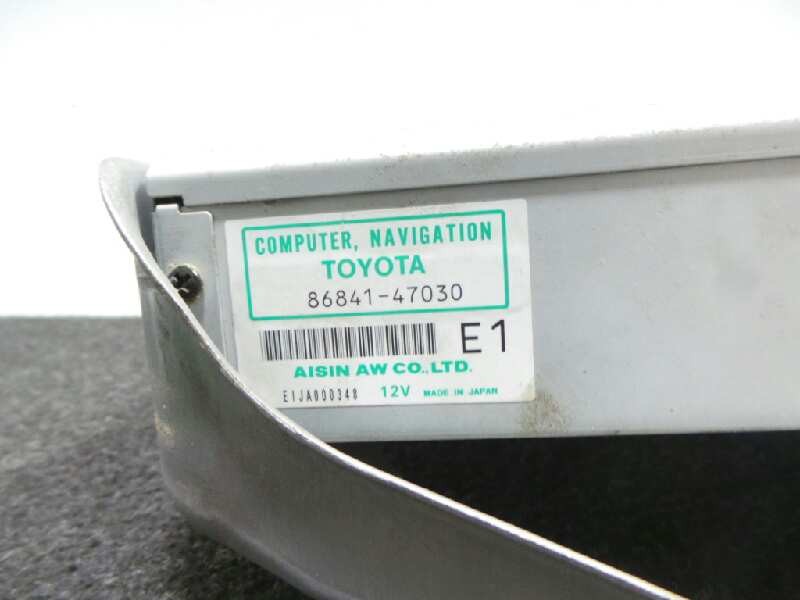 COMPUTER, NAVIGATION
TOYOTA
86841-47030
E1
AISIN AW CO.,LTD.
E1JA000348 12V MADE IN JAPAN